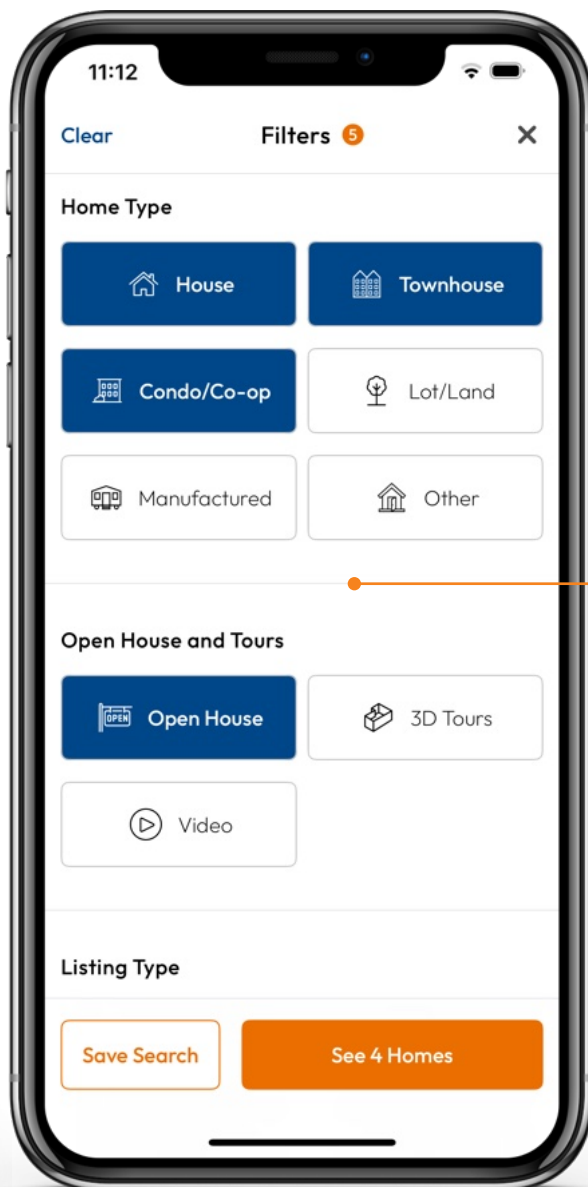 11:12
Clear Filters 5
Home Type
House Townhouse
Condo/Co-op Lot/Land
Manufactured Other
Open House and Tours
OPEN Open House 3D Tours
Video
Listing Type
Save Search See 4 Homes